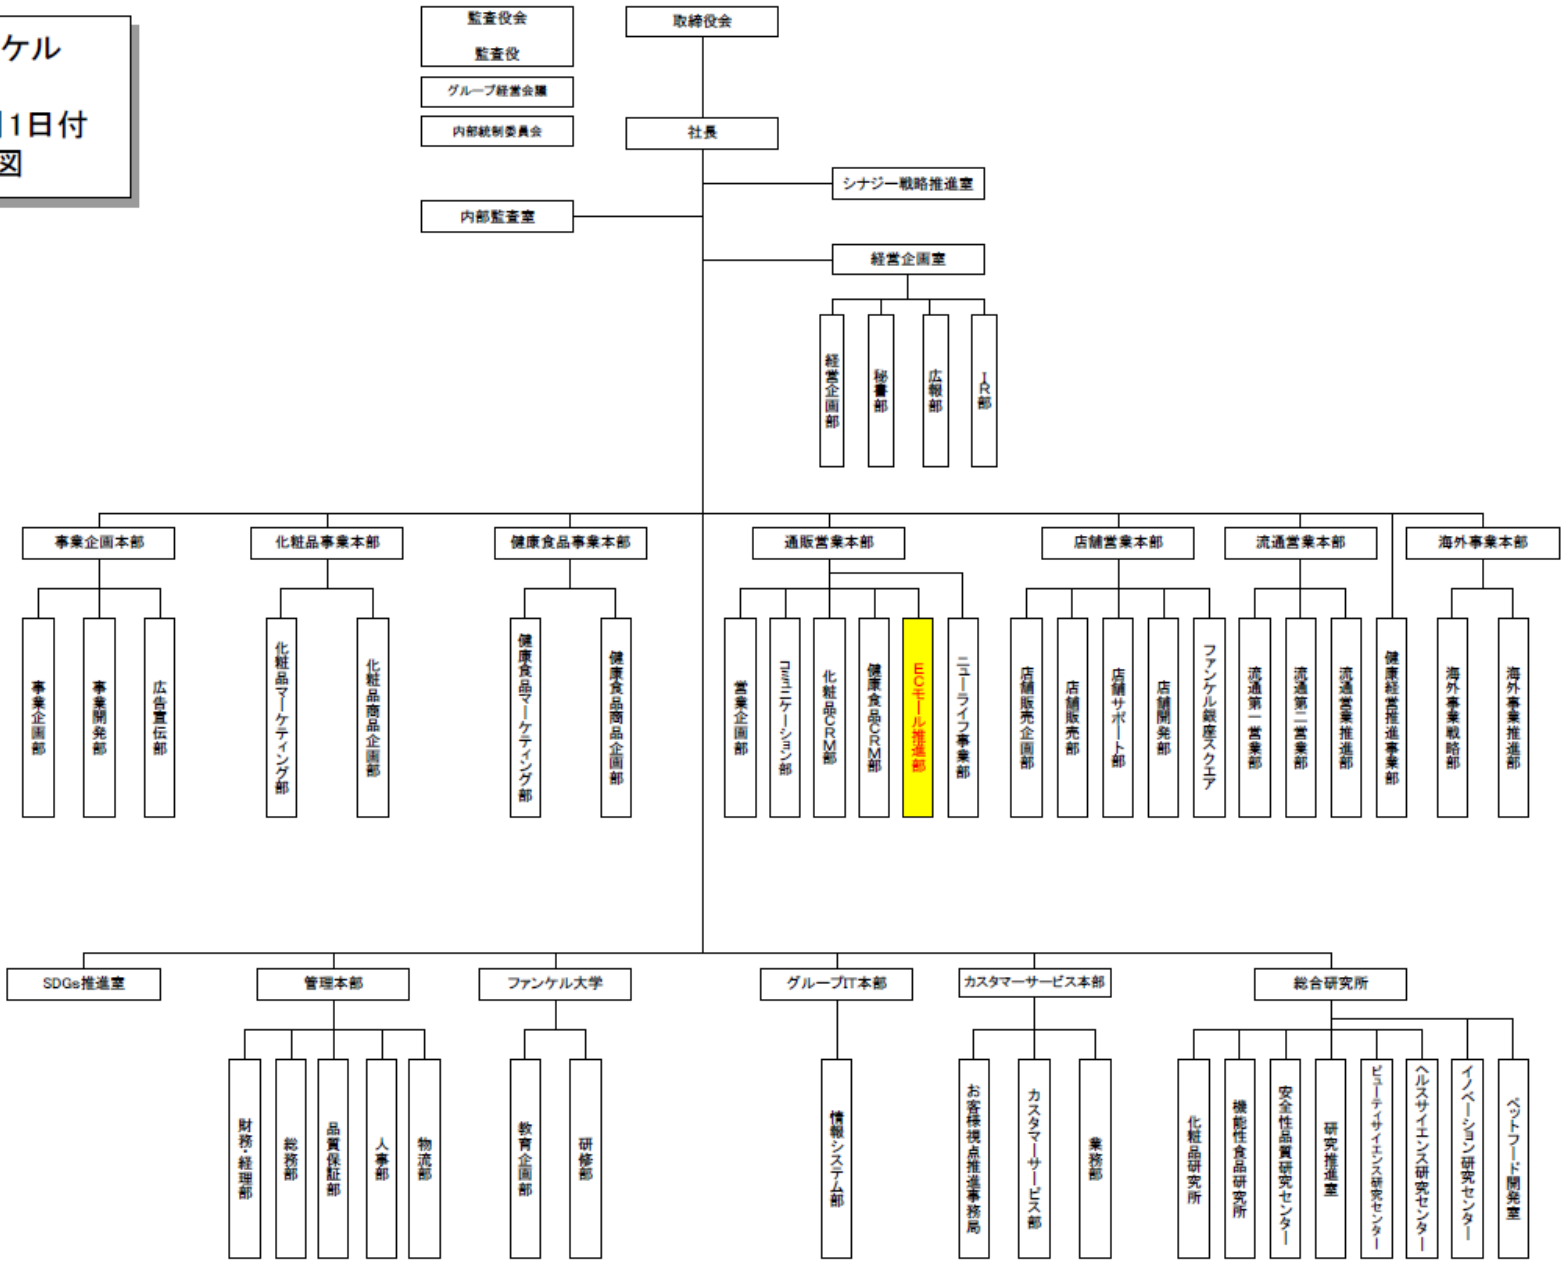 ケル
1日付
図
監査役会
監査役
取締役会
グループ経営会議
内部統制委員会
社長
シナジー戦略推進室
内部監査室
経営企画室
経営企画部
秘書部
広報部
IR部
事業企画本部
化粧品事業本部
健康食品事業本部
通販営業本部
店舗営業本部
流通営業本部
海外事業本部
事業企画部
事業開発部
広告宣伝部
化粧品マーケティング部
化粧品商品企画部
健康食品マーケティング部
健康食品商品企画部
営業企画部
コミュニケーション部
化粧品CRM部
健康食品CRM部
ECモール推進部
ニューライフ事業部
店舗販売企画部
店舗販売部
店舗サポート部
店舗開発部
ファンケル銀座スクエア
流通第一営業部
流通第二営業部
流通営業推進部
健康経営推進事業部
海外事業戦略部
海外事業推進部
SDGs推進室
管理本部
ファンケル大学
グループIT本部
カスタマーサービス本部
総合研究所
財務・経理部
総務部
品質保証部
人事部
物流部
教育企画部
研修部
情報システム部
お客様視点推進事務局
カスタマーサービス部
業務部
化粧品研究所
機能性食品研究所
安全性品質研究センター
研究推進室
ビューティサイエンス研究センター
ヘルスサイエンス研究センター
イノベーション研究センター
ペットフード開発室